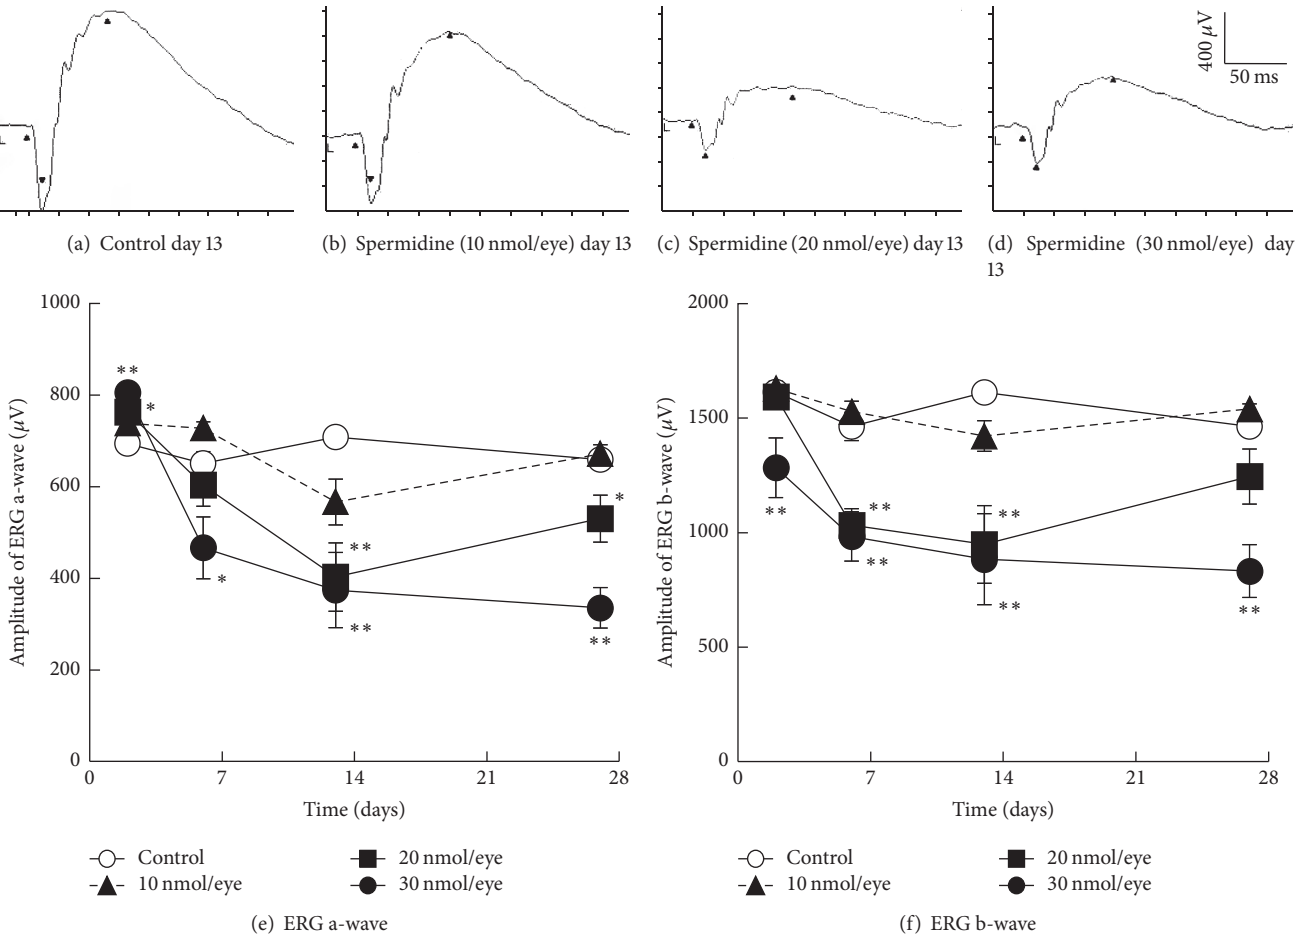 400 μV
50 ms
(a) Control day 13
(b) Spermidine (10 nmol/eye) day 13
(c) Spermidine (20 nmol/eye) day 13
(d) Spermidine (30 nmol/eye) day
13
1000
800
600
400
200
0
0
7
14
21
28
Amplitude of ERG a-wave (μV)
Time (days)
**
*
*
**
**
*
**
Control
10 nmol/eye
20 nmol/eye
30 nmol/eye
(e) ERG a-wave
2000
1500
1000
500
0
0
7
14
21
28
Amplitude of ERG b-wave (μV)
Time (days)
**
**
**
**
**
**
Control
10 nmol/eye
20 nmol/eye
30 nmol/eye
(f) ERG b-wave